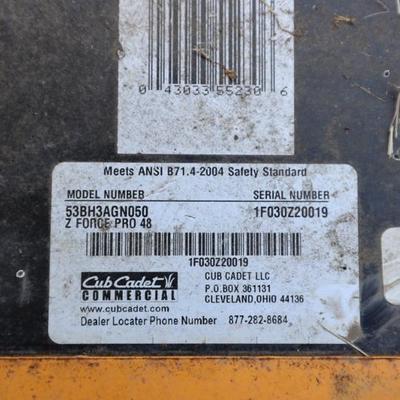 0 43033 55230 6
Meets ANSI B71.4-2004 Safety Standard
MODEL NUMBER SERIAL NUMBER
53BH3AGN050 1F030Z20019
Z FORCE PRO 48
1F030Z20019
Cub Cadet CUB CADET LLC
COMMERCIAL P.O.BOX 361131
www.cubcadet.com CLEVELAND,OHIO 44136
Dealer Locater Phone Number 877-282-8684